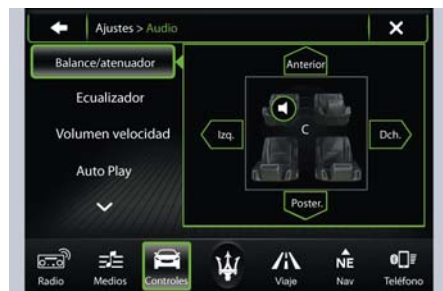 Ajustes > Audio
Balance/atenuador
Ecualizador
Volumen velocidad
Auto Play
Anterior
Izq.
C
Dch.
Poster.
Radio
Medios
Controles
Viaje
NE
Nav
Teléfono